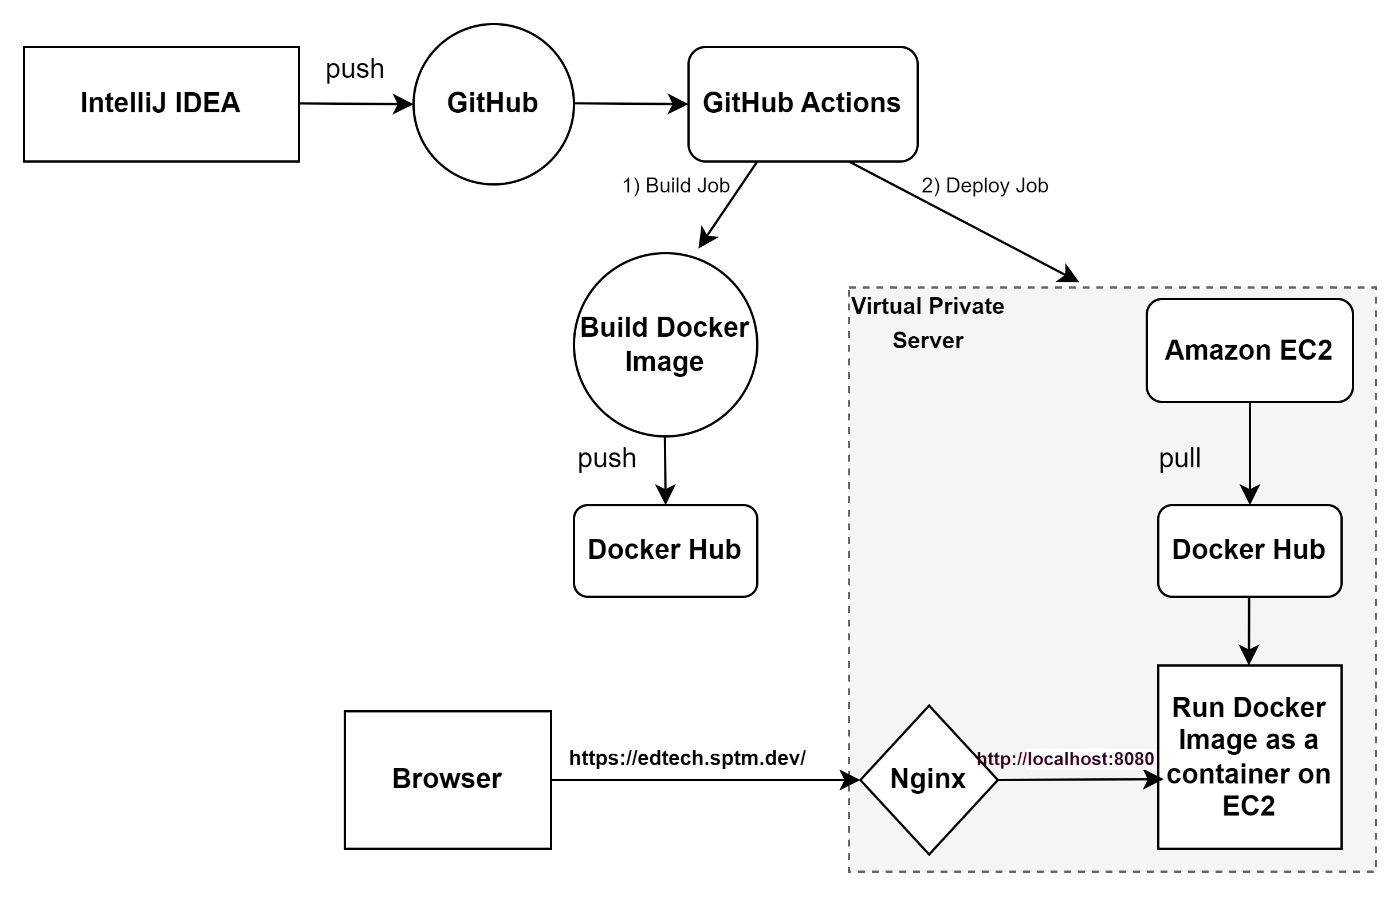 push
IntelliJ IDEA
GitHub
GitHub Actions
1) Build Job
2) Deploy Job
Virtual Private
Server
Build Docker
Image
Amazon EC2
push
pull
Docker Hub
Docker Hub
Run Docker
Image as a
container on
EC2
Browser
https://edtech.sptm.dev/
Nginx
http://localhost:8080